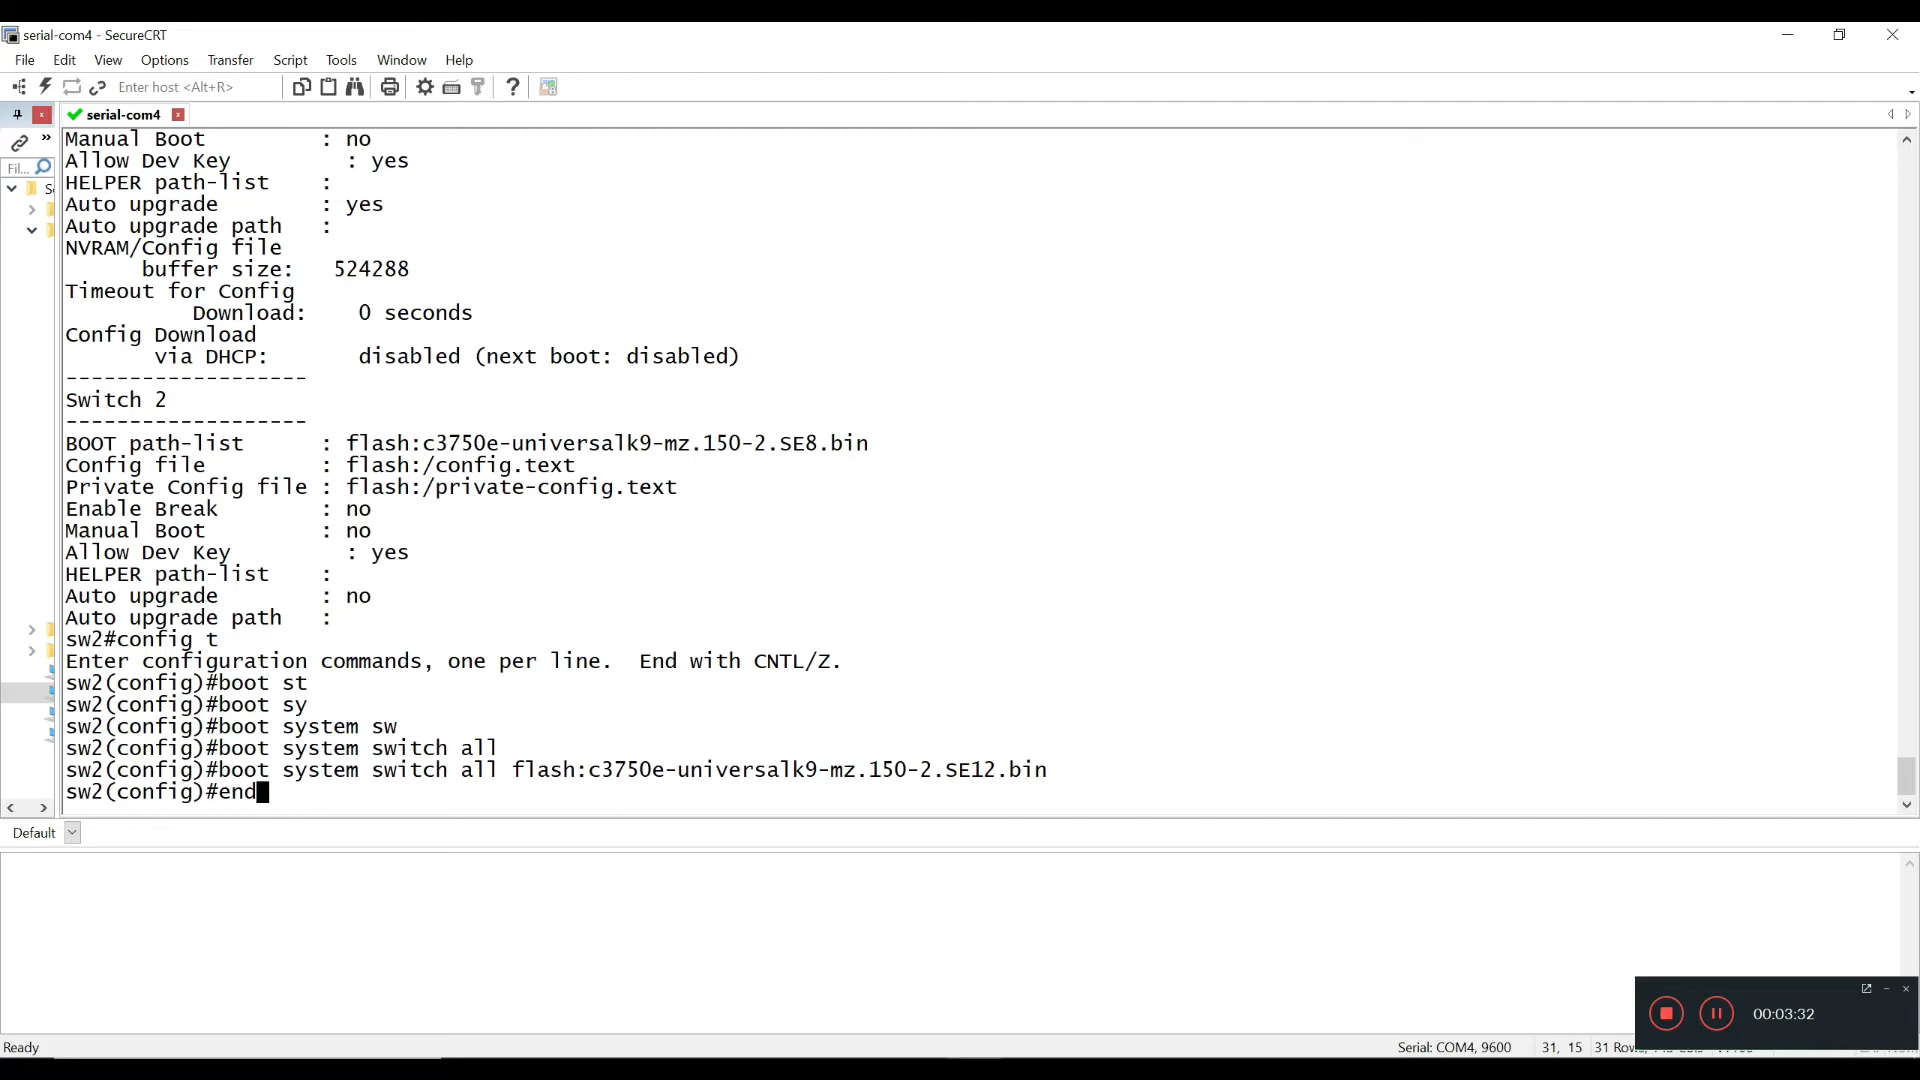 serial-com4 - SecureCRT
File Edit View Options Transfer Script Tools Window Help
Enter host <Alt+R>
serial-com4
Fil...
Manual Boot : no
Allow Dev Key : yes
HELPER path-list :
Auto upgrade : yes
Auto upgrade path :
NVRAM/Config file
buffer size: 524288
Timeout for Config
Download: 0 seconds
Config Download
via DHCP: disabled (next boot: disabled)
-------------------
Switch 2
-------------------
BOOT path-list : flash:c3750e-universalk9-mz.150-2.SE8.bin
Config file : flash:/config.text
Private Config file : flash:/private-config.text
Enable Break : no
Manual Boot : no
Allow Dev Key : yes
HELPER path-list :
Auto upgrade : no
Auto upgrade path :
sw2#config t
Enter configuration commands, one per line. End with CNTL/Z.
sw2(config)#boot st
sw2(config)#boot sy
sw2(config)#boot system sw
sw2(config)#boot system switch all
sw2(config)#boot system switch all flash:c3750e-universalk9-mz.150-2.SE12.bin
sw2(config)#end
Default
00:03:32
Ready
Serial: COM4, 9600 31, 15 31